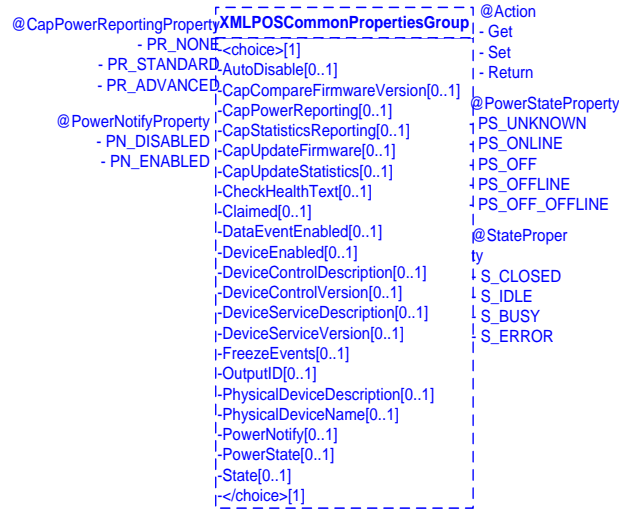 @CapPowerReportingProperty
- PR_NONE
- PR_STANDARD
- PR_ADVANCED
@PowerNotifyProperty
- PN_DISABLED
- PN_ENABLED
XMLPOSCommonPropertiesGroup
-<choice>[1]
-AutoDisable[0..1]
-CapCompareFirmwareVersion[0..1]
-CapPowerReporting[0..1]
-CapStatisticsReporting[0..1]
-CapUpdateFirmware[0..1]
-CapUpdateStatistics[0..1]
-CheckHealthText[0..1]
-Claimed[0..1]
-DataEventEnabled[0..1]
-DeviceEnabled[0..1]
-DeviceControlDescription[0..1]
-DeviceControlVersion[0..1]
-DeviceServiceDescription[0..1]
-DeviceServiceVersion[0..1]
-FreezeEvents[0..1]
-OutputID[0..1]
-PhysicalDeviceDescription[0..1]
-PhysicalDeviceName[0..1]
-PowerNotify[0..1]
-PowerState[0..1]
-State[0..1]
-</choice>[1]
@Action
- Get
- Set
- Return
@PowerStateProperty
- PS_UNKNOWN
- PS_ONLINE
- PS_OFF
- PS_OFFLINE
- PS_OFF_OFFLINE
@StateProper
ty
- S_CLOSED
- S_IDLE
- S_BUSY
- S_ERROR